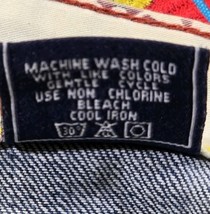 MACHINE WASH COLD
WITH LIKE COLORS
GENTLE CYCLE
USE NON CHLORINE
BLEACH
COOL IRON
30°